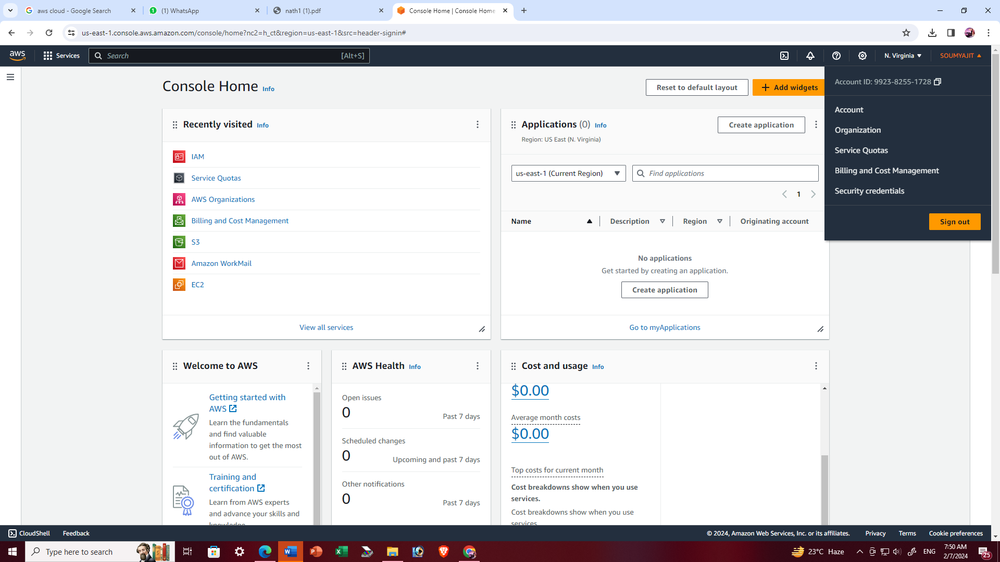 aws cloud - Google Search
(1) WhatsApp
nath1 (1).pdf
Console Home | Console Home
us-east-1.console.aws.amazon.com/console/home?nc2=h_ct&region=us-east-1&src=header-signin#
aws
Services
Search
[Alt+S]
N. Virginia
SOUMYAJIT
Account ID: 9923-8255-1728
Account
Organization
Service Quotas
Billing and Cost Management
Security credentials
Sign out
Console Home Info
Reset to default layout
Add widgets
Recently visited Info
IAM
Service Quotas
AWS Organizations
Billing and Cost Management
S3
Amazon WorkMail
EC2
View all services
Applications (0) Info
Region: US East (N. Virginia)
Create application
us-east-1 (Current Region)
Find applications
1
Name
Description
Region
Originating account
No applications
Get started by creating an application.
Create application
Go to myApplications
Welcome to AWS
Getting started with
AWS
Learn the fundamentals
and find valuable
information to get the most
out of AWS.
Training and
certification
Learn from AWS experts
and advance your skills and
knowledge
AWS Health Info
Open issues
0
Past 7 days
Scheduled changes
0
Upcoming and past 7 days
Other notifications
0
Past 7 days
Cost and usage Info
$0.00
Average month costs
$0.00
Top costs for current month
Cost breakdowns show when you use
services.
Cost breakdowns show when you use
services
CloudShell
Feedback
© 2024, Amazon Web Services, Inc. or its affiliates.
Privacy
Terms
Cookie preferences
Type here to search
23°C Haze
ENG
7:50 AM
2/7/2024
25